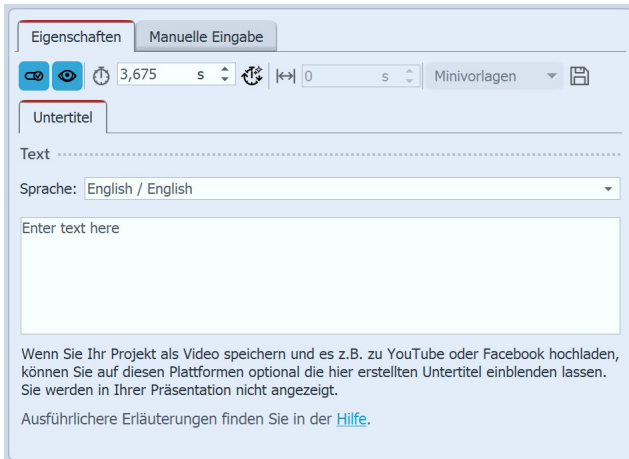 Eigenschaften Manuelle Eingabe
3,675 s 0 s Minivorlagen
Untertitel
Text
Sprache: English / English
Enter text here
Wenn Sie Ihr Projekt als Video speichern und es z.B. zu YouTube oder Facebook hochladen,
können Sie auf diesen Plattformen optional die hier erstellten Untertitel einblenden lassen.
Sie werden in Ihrer Präsentation nicht angezeigt.
Ausführlichere Erläuterungen finden Sie in der Hilfe.